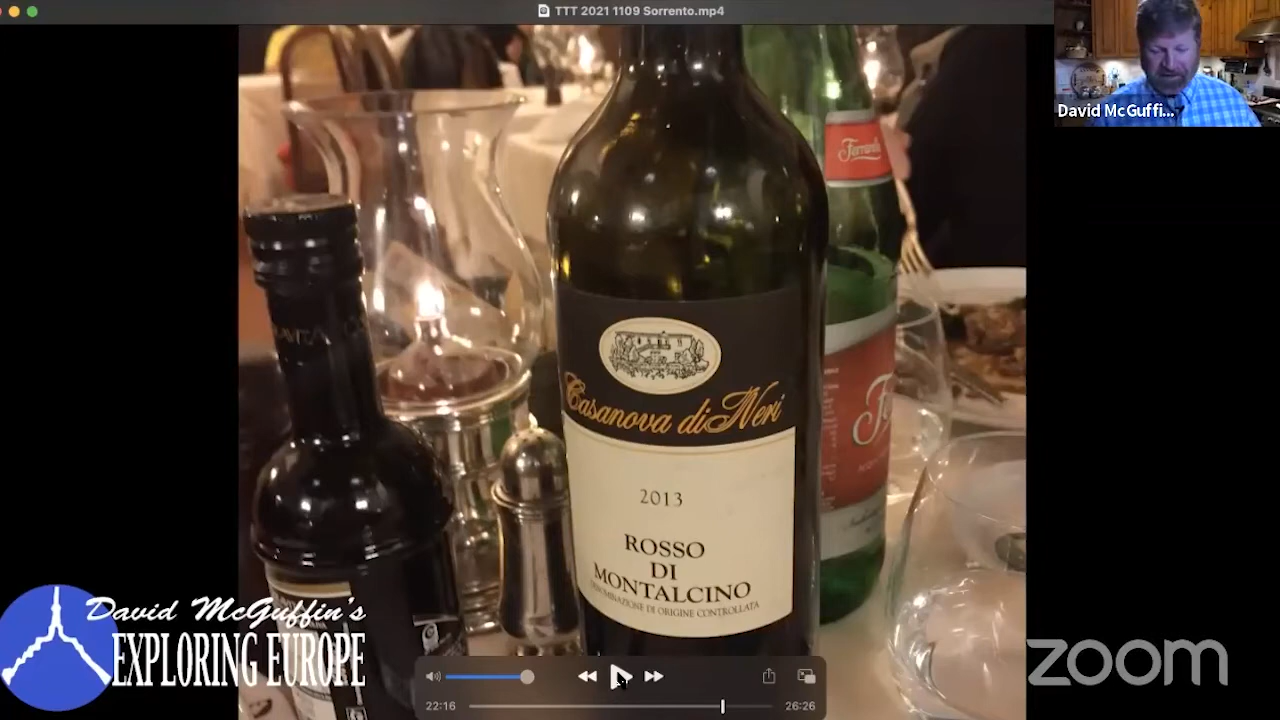 TTT 2021 1109 Sorrento.mp4
David McGuffi...
Ferrarelle
Casanova di Neri
2013
ROSSO
DI
MONTALCINO
DENOMINAZIONE DI ORIGINE CONTROLLATA
David McGuffin's
EXPLORING EUROPE
zoom
22:16
26:26